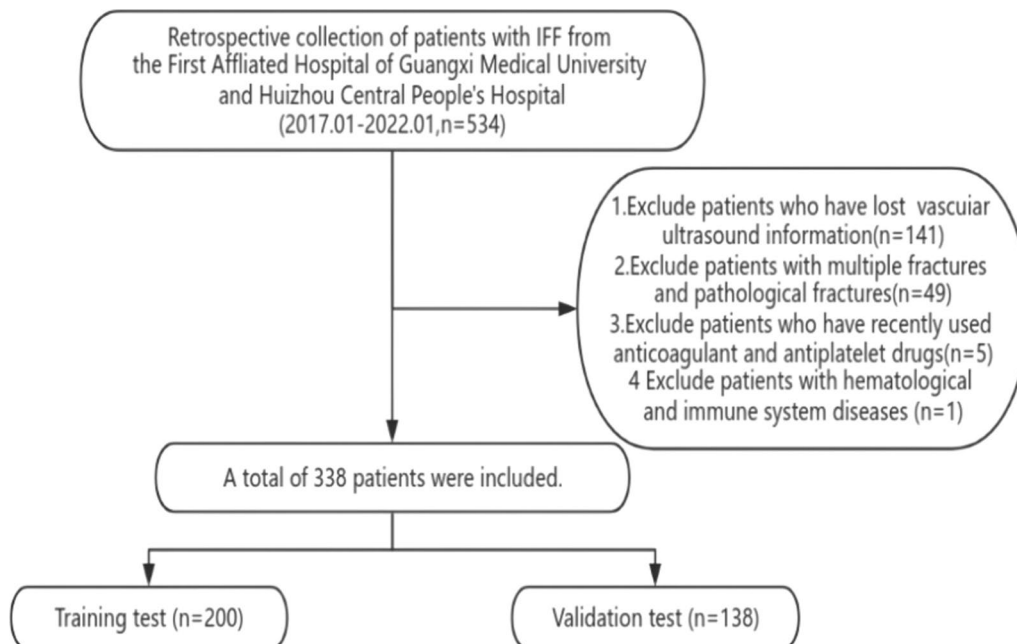 Retrospective collection of patients with IFF from
the First Affliated Hospital of Guangxi Medical University
and Huizhou Central People's Hospital
(2017.01-2022.01,n=534)
1.Exclude patients who have lost vascuiar
ultrasound information(n=141)
2.Exclude patients with multiple fractures
and pathological fractures(n=49)
3.Exclude patients who have recently used
anticoagulant and antiplatelet drugs(n=5)
4 Exclude patients with hematological
and immune system diseases (n=1)
A total of 338 patients were included.
Training test (n=200)
Validation test (n=138)